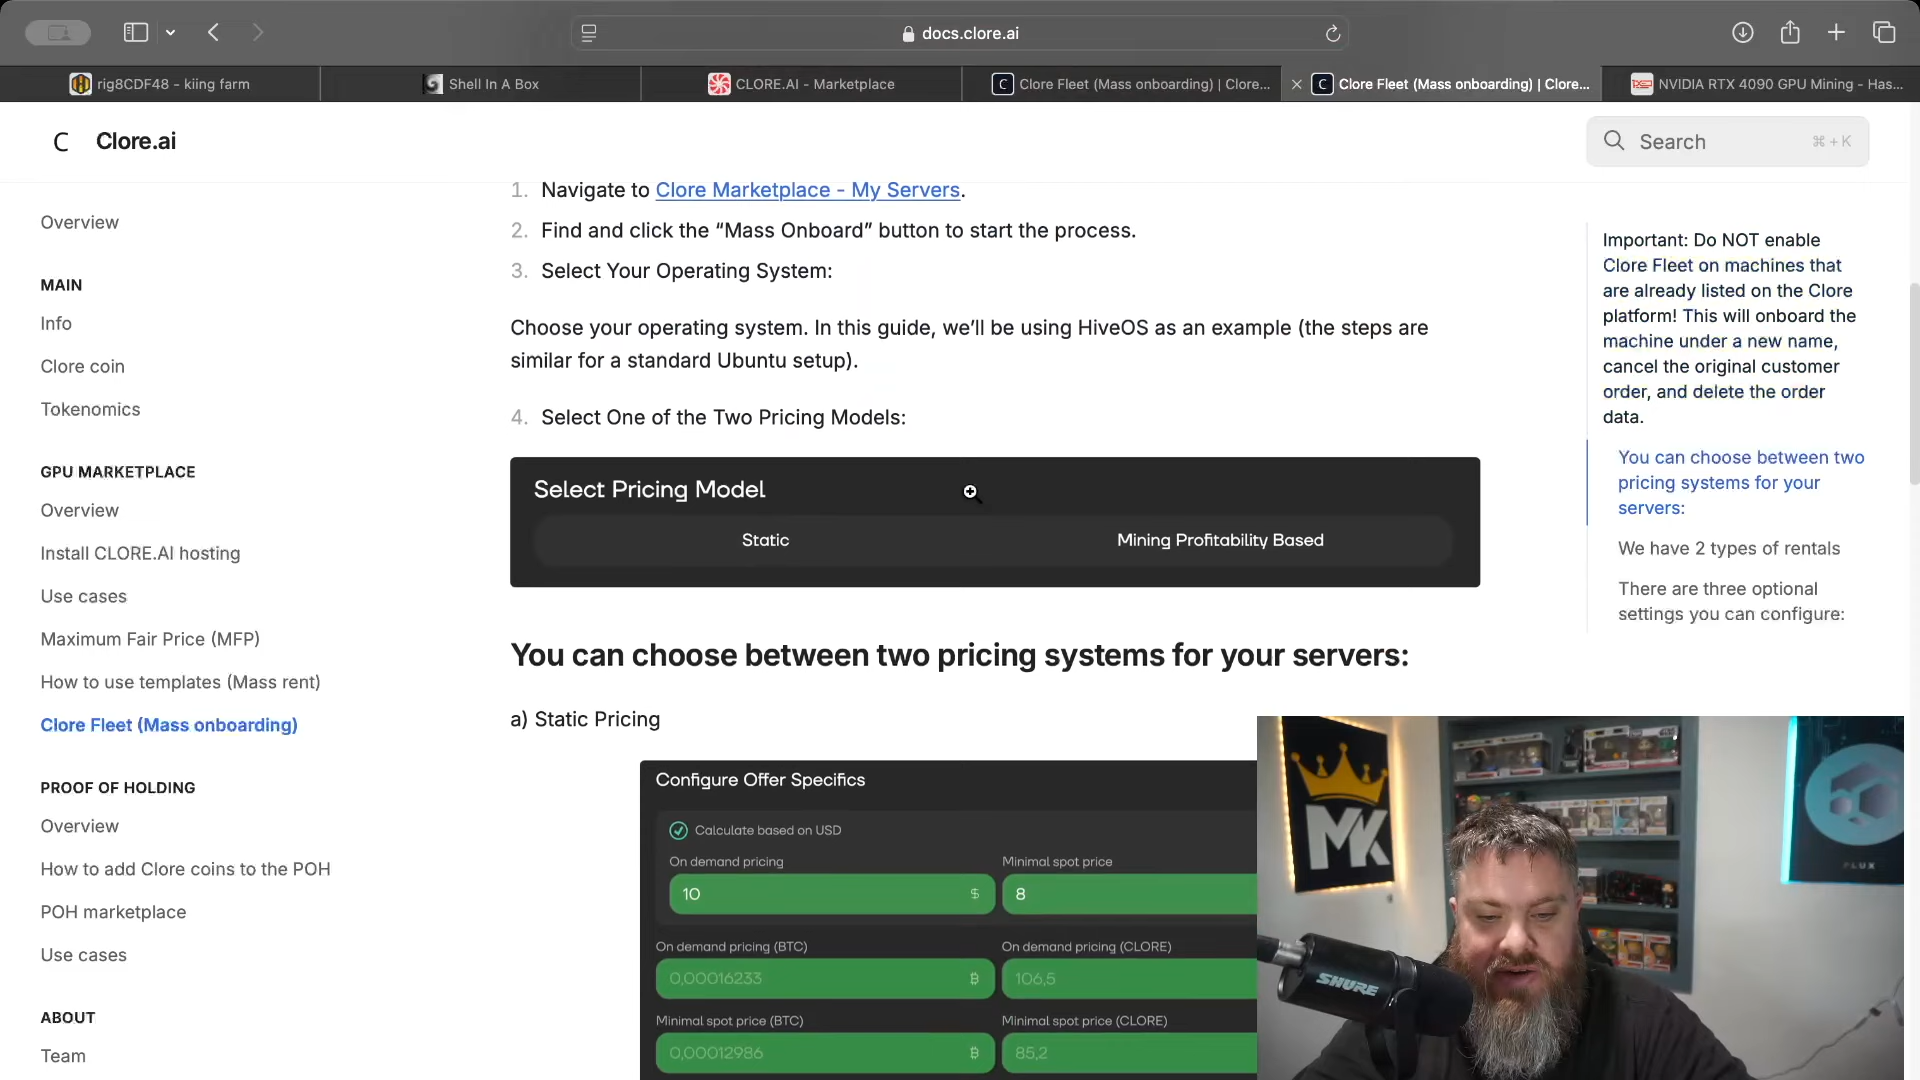 docs.clore.ai
rig8CDF48 - kiing farm
Shell In A Box
CLORE.AI - Marketplace
Clore Fleet (Mass onboarding) | Clore...
Clore Fleet (Mass onboarding) | Clore...
NVIDIA RTX 4090 GPU Mining - Has...
C Clore.ai
Search ⌘+K
Overview
MAIN
Info
Clore coin
Tokenomics
GPU MARKETPLACE
Overview
Install CLORE.AI hosting
Use cases
Maximum Fair Price (MFP)
How to use templates (Mass rent)
Clore Fleet (Mass onboarding)
PROOF OF HOLDING
Overview
How to add Clore coins to the POH
POH marketplace
Use cases
ABOUT
Team
1. Navigate to Clore Marketplace - My Servers.
2. Find and click the “Mass Onboard” button to start the process.
3. Select Your Operating System:
Choose your operating system. In this guide, we’ll be using HiveOS as an example (the steps are
similar for a standard Ubuntu setup).
4. Select One of the Two Pricing Models:
Select Pricing Model
Static
Mining Profitability Based
You can choose between two pricing systems for your servers:
a) Static Pricing
Configure Offer Specifics
Calculate based on USD
On demand pricing
Minimal spot price
10 $
8
On demand pricing (BTC)
On demand pricing (CLORE)
0,00016233 ₿
106,5
Minimal spot price (BTC)
Minimal spot price (CLORE)
0,00012986 ₿
85,2
Important: Do NOT enable
Clore Fleet on machines that
are already listed on the Clore
platform! This will onboard the
machine under a new name,
cancel the original customer
order, and delete the order
data.
You can choose between two
pricing systems for your
servers:
We have 2 types of rentals
There are three optional
settings you can configure:
MK
FLUX
SHURE